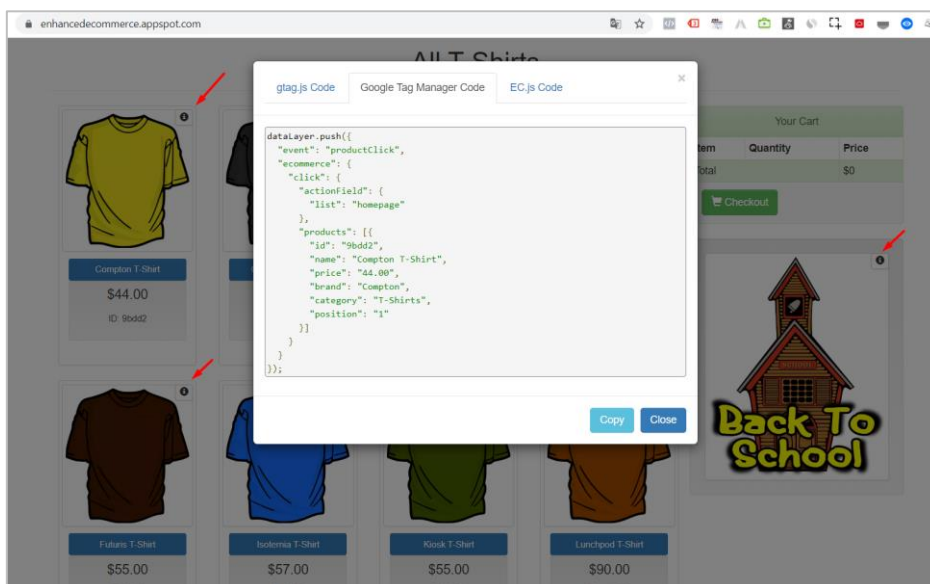 enhancedecommerce.appspot.com
All T-Shirts
gtag.js Code
Google Tag Manager Code
EC.js Code
×
dataLayer.push({
"event": "productClick",
"ecommerce": {
"click": {
"actionField": {
"list": "homepage"
},
"products": [{
"id": "9bdd2",
"name": "Compton T-Shirt",
"price": "44.00",
"brand": "Compton",
"category": "T-Shirts",
"position": "1"
}]
}
}
});
Copy
Close
Your Cart
tem Quantity Price
otal $0
Checkout
Compton T-Shirt
$44.00
ID: 9bdd2
Back To
School
Futuris T-Shirt
$55.00
Isoternia T-Shirt
$57.00
Kiosk T-Shirt
$55.00
Lunchpod T-Shirt
$90.00